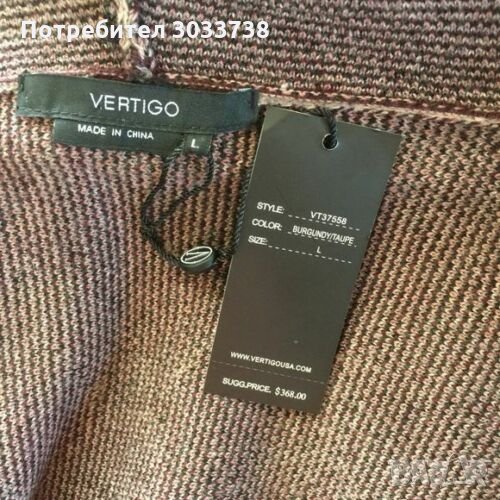 Потребител 3033738
VERTIGO
MADE IN CHINA
L
STYLE: VT37558
COLOR: BURGUNDY/TAUPE
SIZE: L
WWW.VERTIGOUSA.COM
SUGG.PRICE. $368.00